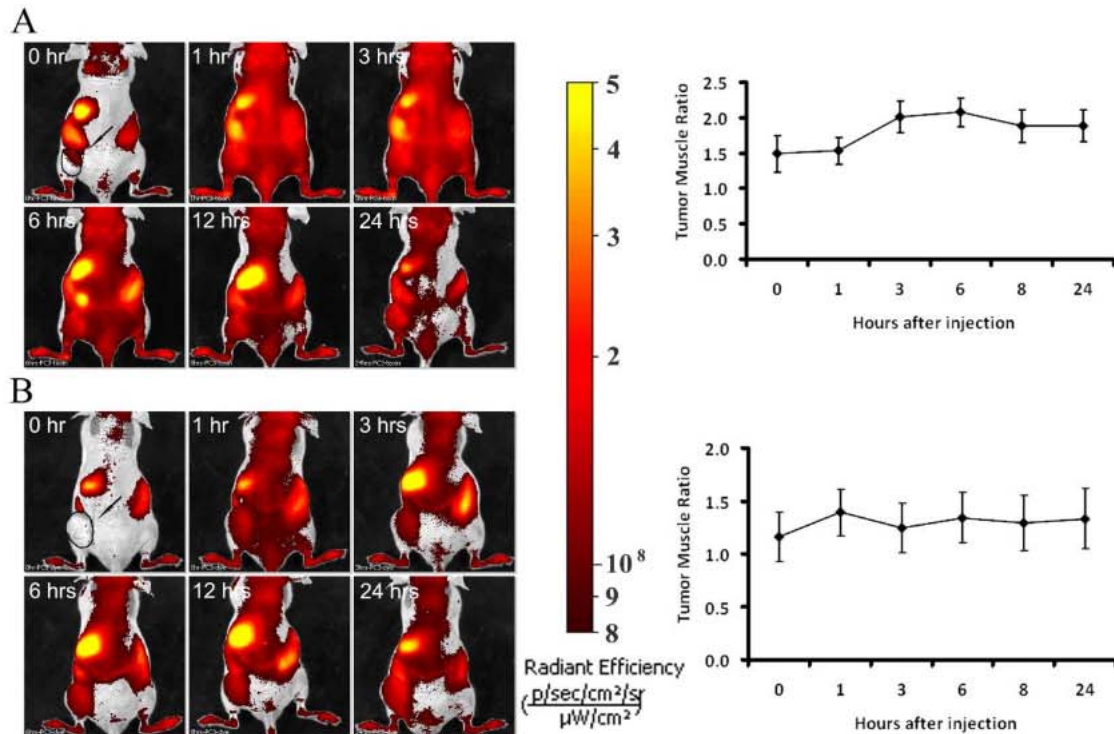 A
0 hr
1 hr
3 hrs
6 hrs
12 hrs
24 hrs
5
4
3
2
10⁸
9
8
Radiant Efficiency
(p/sec/cm²/sr
µW/cm²)
2.5
2.0
1.5
1.0
0.5
0.0
Tumor Muscle Ratio
0 1 3 6 8 24
Hours after injection
B
0 hr
1 hr
3 hrs
6 hrs
12 hrs
24 hrs
2.0
1.5
1.0
0.5
0.0
Tumor Muscle Ratio
0 1 3 6 8 24
Hours after injection